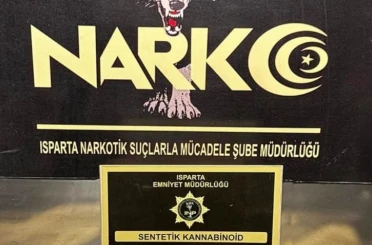 NARKO
ISPARTA NARKOTİK SUÇLARLA MÜCADELE ŞUBE MÜDÜRLÜĞÜ
ISPARTA
EMNİYET MÜDÜRLÜĞÜ
SENTETİK KANNABİNOİD